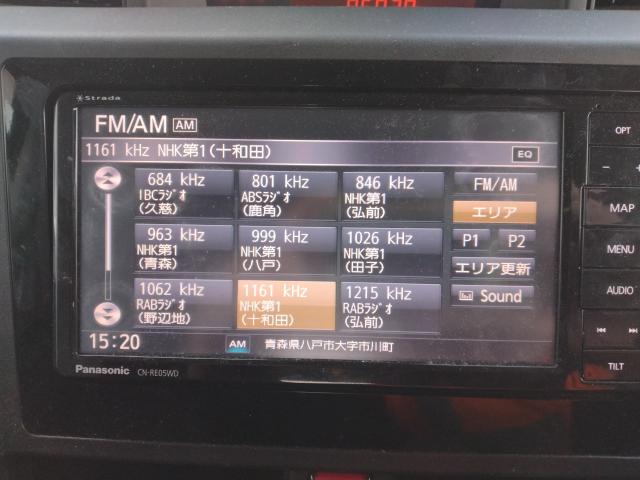 Strada
FM/AM AM
1161 kHz NHK第1(十和田) EQ
684 kHz
IBCラジオ
(久慈)
801 kHz
ABSラジオ
(鹿角)
846 kHz
NHK第1
(弘前)
FM/AM
エリア
963 kHz
NHK第1
(青森)
999 kHz
NHK第1
(八戸)
1026 kHz
NHK第1
(田子)
P1 P2
エリア更新
1062 kHz
RABラジオ
(野辺地)
1161 kHz
NHK第1
(十和田)
1215 kHz
RABラジオ
(弘前)
Sound
15:20 AM 青森県八戸市大字市川町
Panasonic CN-RE05WD
OPT
- +
MAP
MENU
AUDIO
TILT